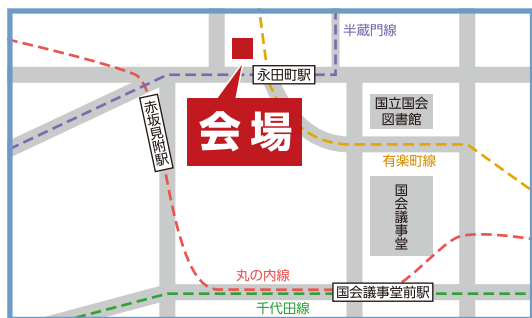 半蔵門線
永田町駅
赤坂見附駅
会場
国立国会
図書館
有楽町線
国会議事堂
丸の内線
国会議事堂前駅
千代田線